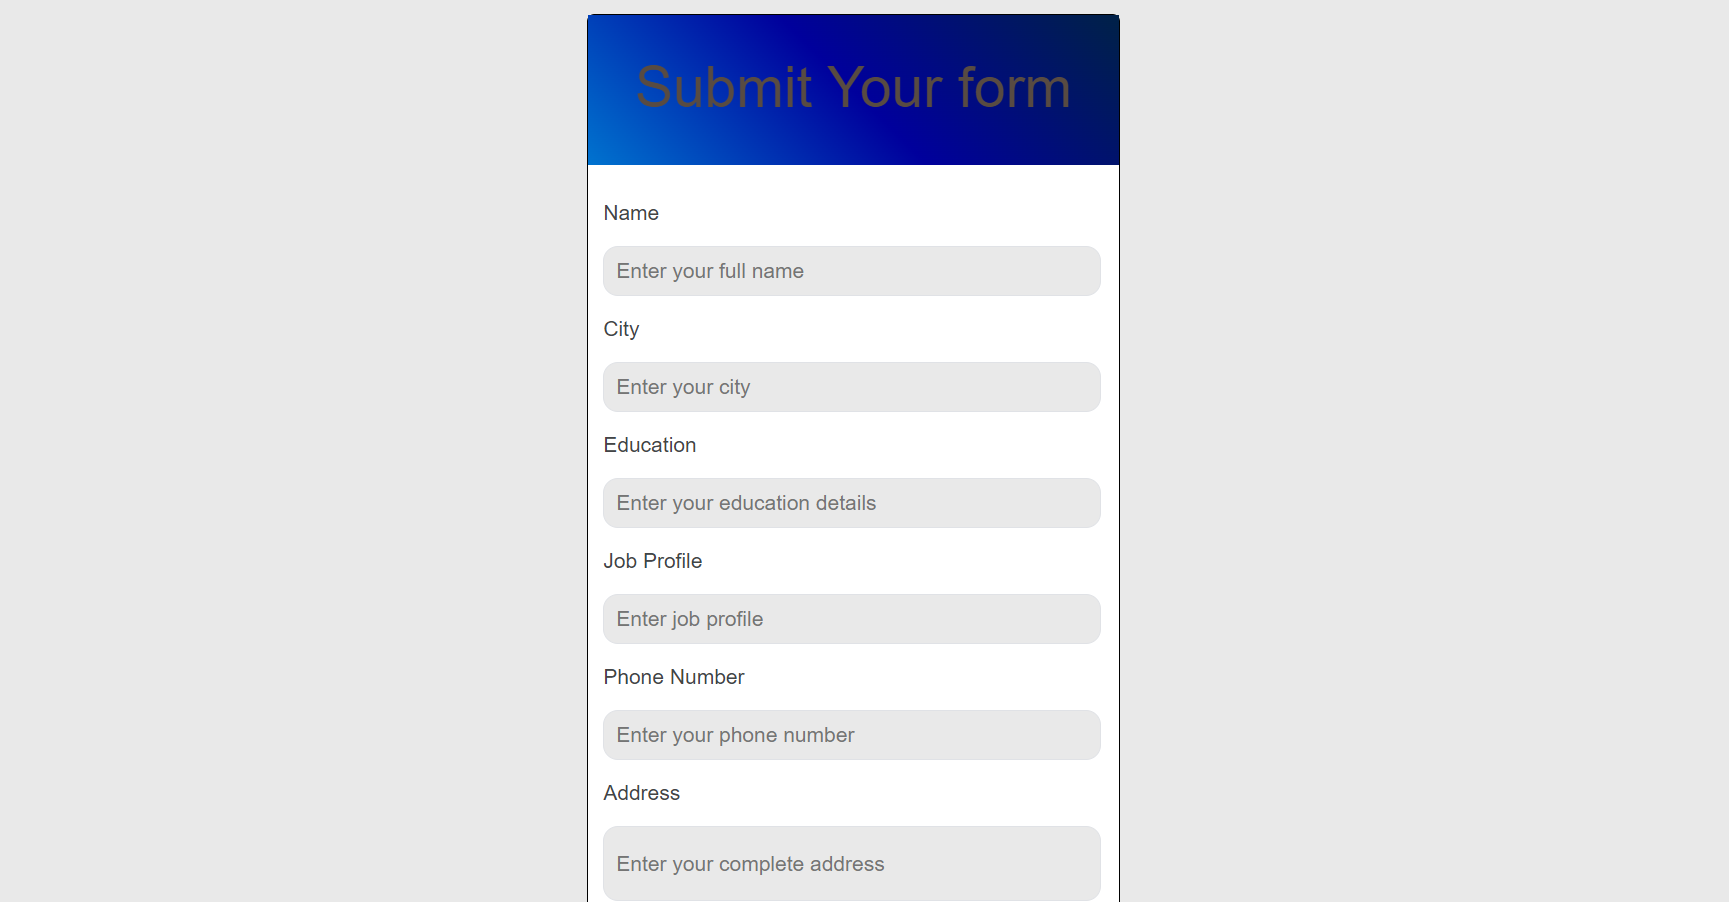 Submit Your form
Name
Enter your full name
City
Enter your city
Education
Enter your education details
Job Profile
Enter job profile
Phone Number
Enter your phone number
Address
Enter your complete address